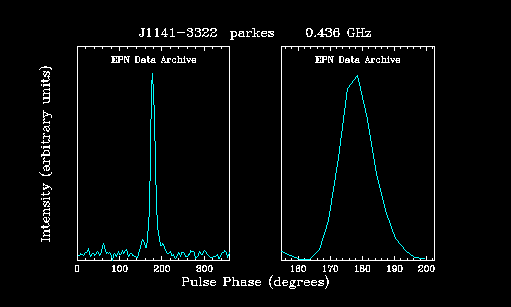 J1141−3322 parkes 0.436 GHz
EPN Data Archive EPN Data Archive
Intensity (arbitrary units)
0 100 200 300 160 170 180 190 200
Pulse Phase (degrees)